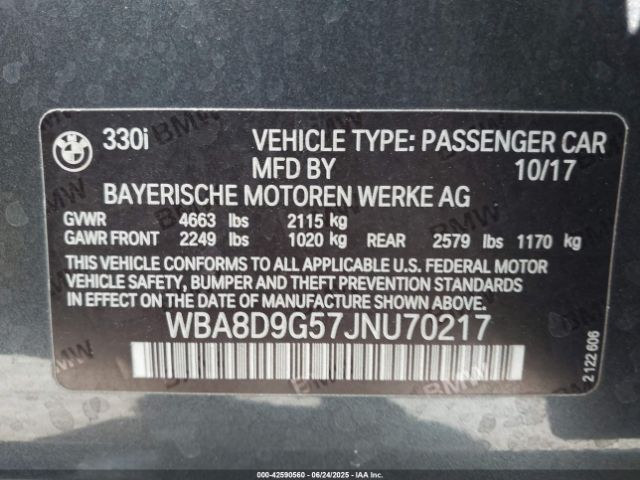 330i VEHICLE TYPE: PASSENGER CAR
MFD BY 10/17
BAYERISCHE MOTOREN WERKE AG
GVWR 4663 lbs 2115 kg
GAWR FRONT 2249 lbs 1020 kg REAR 2579 lbs 1170 kg
THIS VEHICLE CONFORMS TO ALL APPLICABLE U.S. FEDERAL MOTOR
VEHICLE SAFETY, BUMPER AND THEFT PREVENTION STANDARDS
IN EFFECT ON THE DATE OF MANUFACTURE SHOWN ABOVE.
WBA8D9G57JNU70217
2 122 606
000-42590560 - 06/24/2025 - IAAI.COM